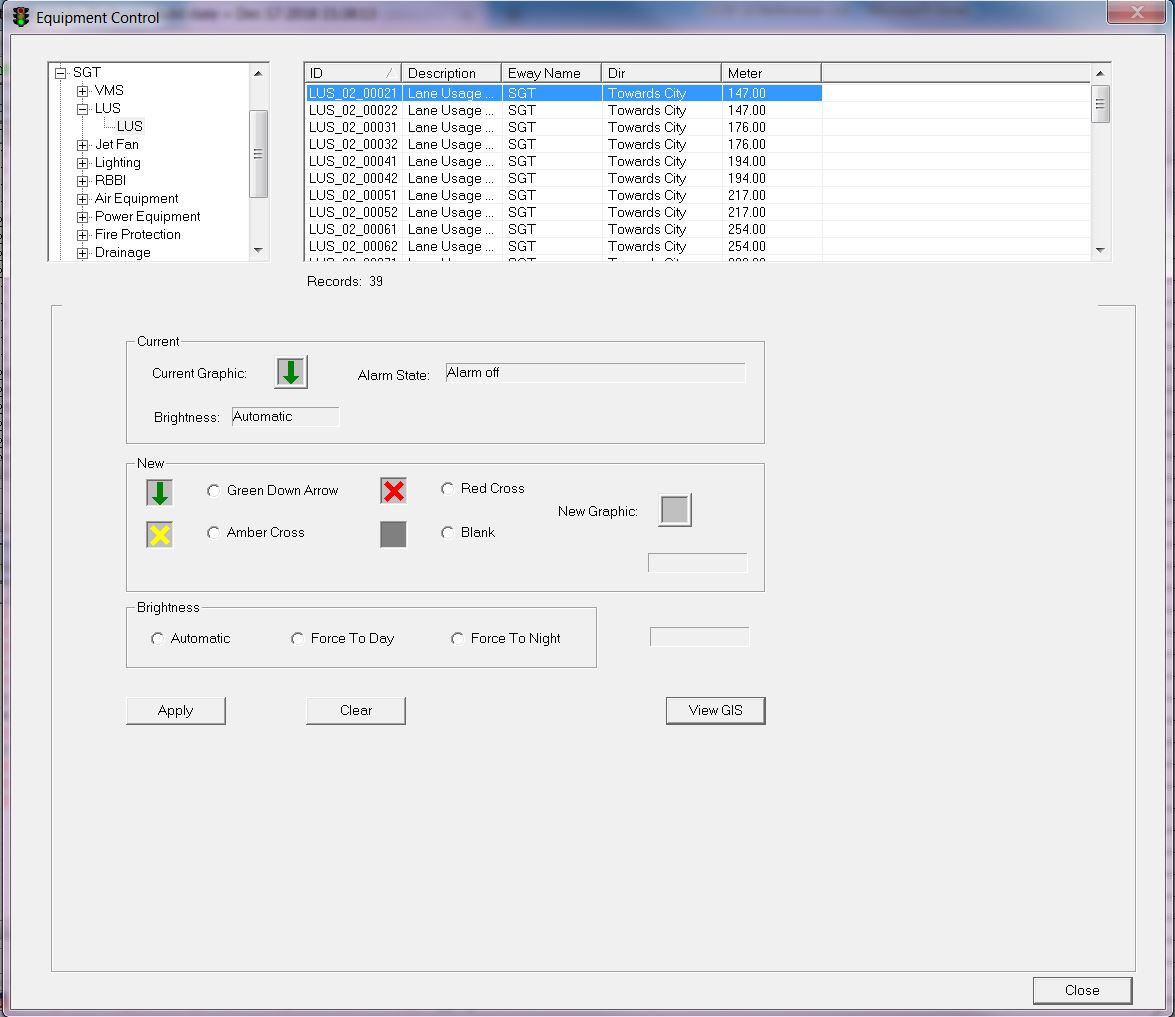 Equipment Control
SGT
VMS
LUS
LUS
Jet Fan
Lighting
RBBI
Air Equipment
Power Equipment
Fire Protection
Drainage
ID Description Eway Name Dir Meter
LUS_02_00021 Lane Usage ... SGT Towards City 147.00
LUS_02_00022 Lane Usage ... SGT Towards City 147.00
LUS_02_00031 Lane Usage ... SGT Towards City 176.00
LUS_02_00032 Lane Usage ... SGT Towards City 176.00
LUS_02_00041 Lane Usage ... SGT Towards City 194.00
LUS_02_00042 Lane Usage ... SGT Towards City 194.00
LUS_02_00051 Lane Usage ... SGT Towards City 217.00
LUS_02_00052 Lane Usage ... SGT Towards City 217.00
LUS_02_00061 Lane Usage ... SGT Towards City 254.00
LUS_02_00062 Lane Usage ... SGT Towards City 254.00
Records: 39
Current
Current Graphic: Alarm State: Alarm off
Brightness: Automatic
New
Green Down Arrow Red Cross
New Graphic:
Amber Cross Blank
Brightness
Automatic Force To Day Force To Night
Apply Clear View GIS
Close